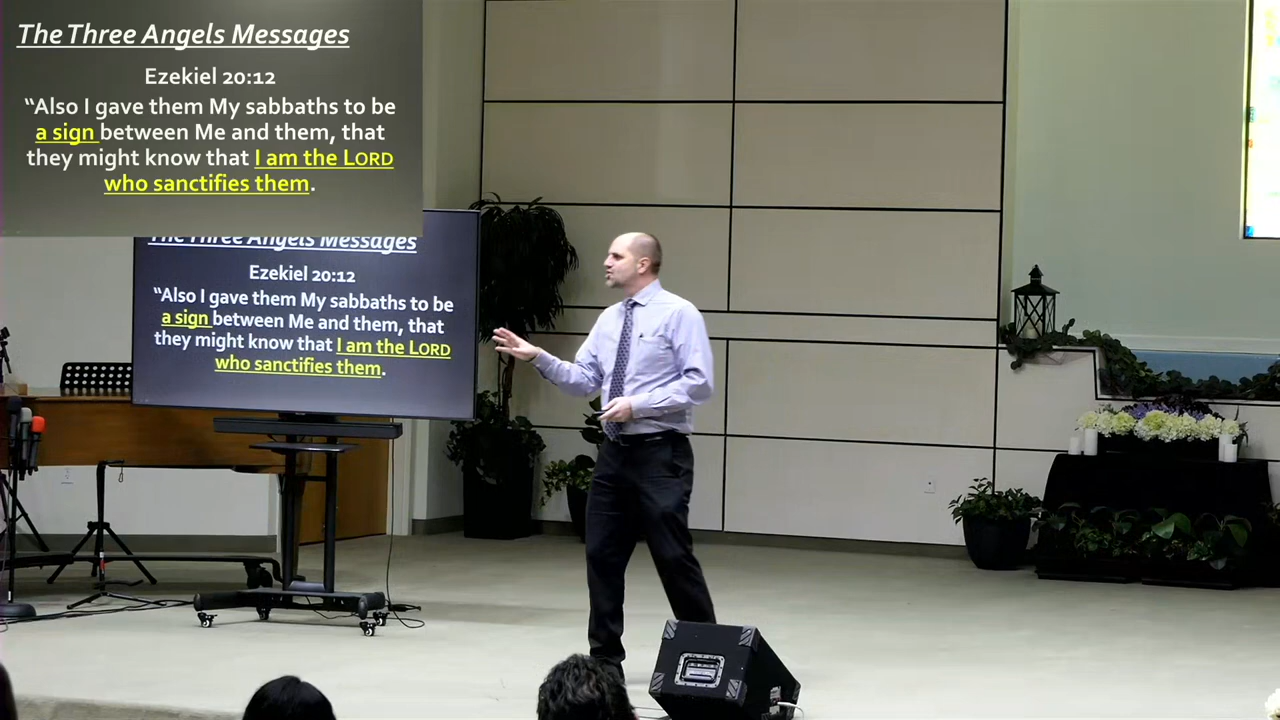 The Three Angels Messages
Ezekiel 20:12
“Also I gave them My sabbaths to be
a sign between Me and them, that
they might know that I am the LORD
who sanctifies them.
The Three Angels Messages
Ezekiel 20:12
“Also I gave them My sabbaths to be
a sign between Me and them, that
they might know that I am the LORD
who sanctifies them.